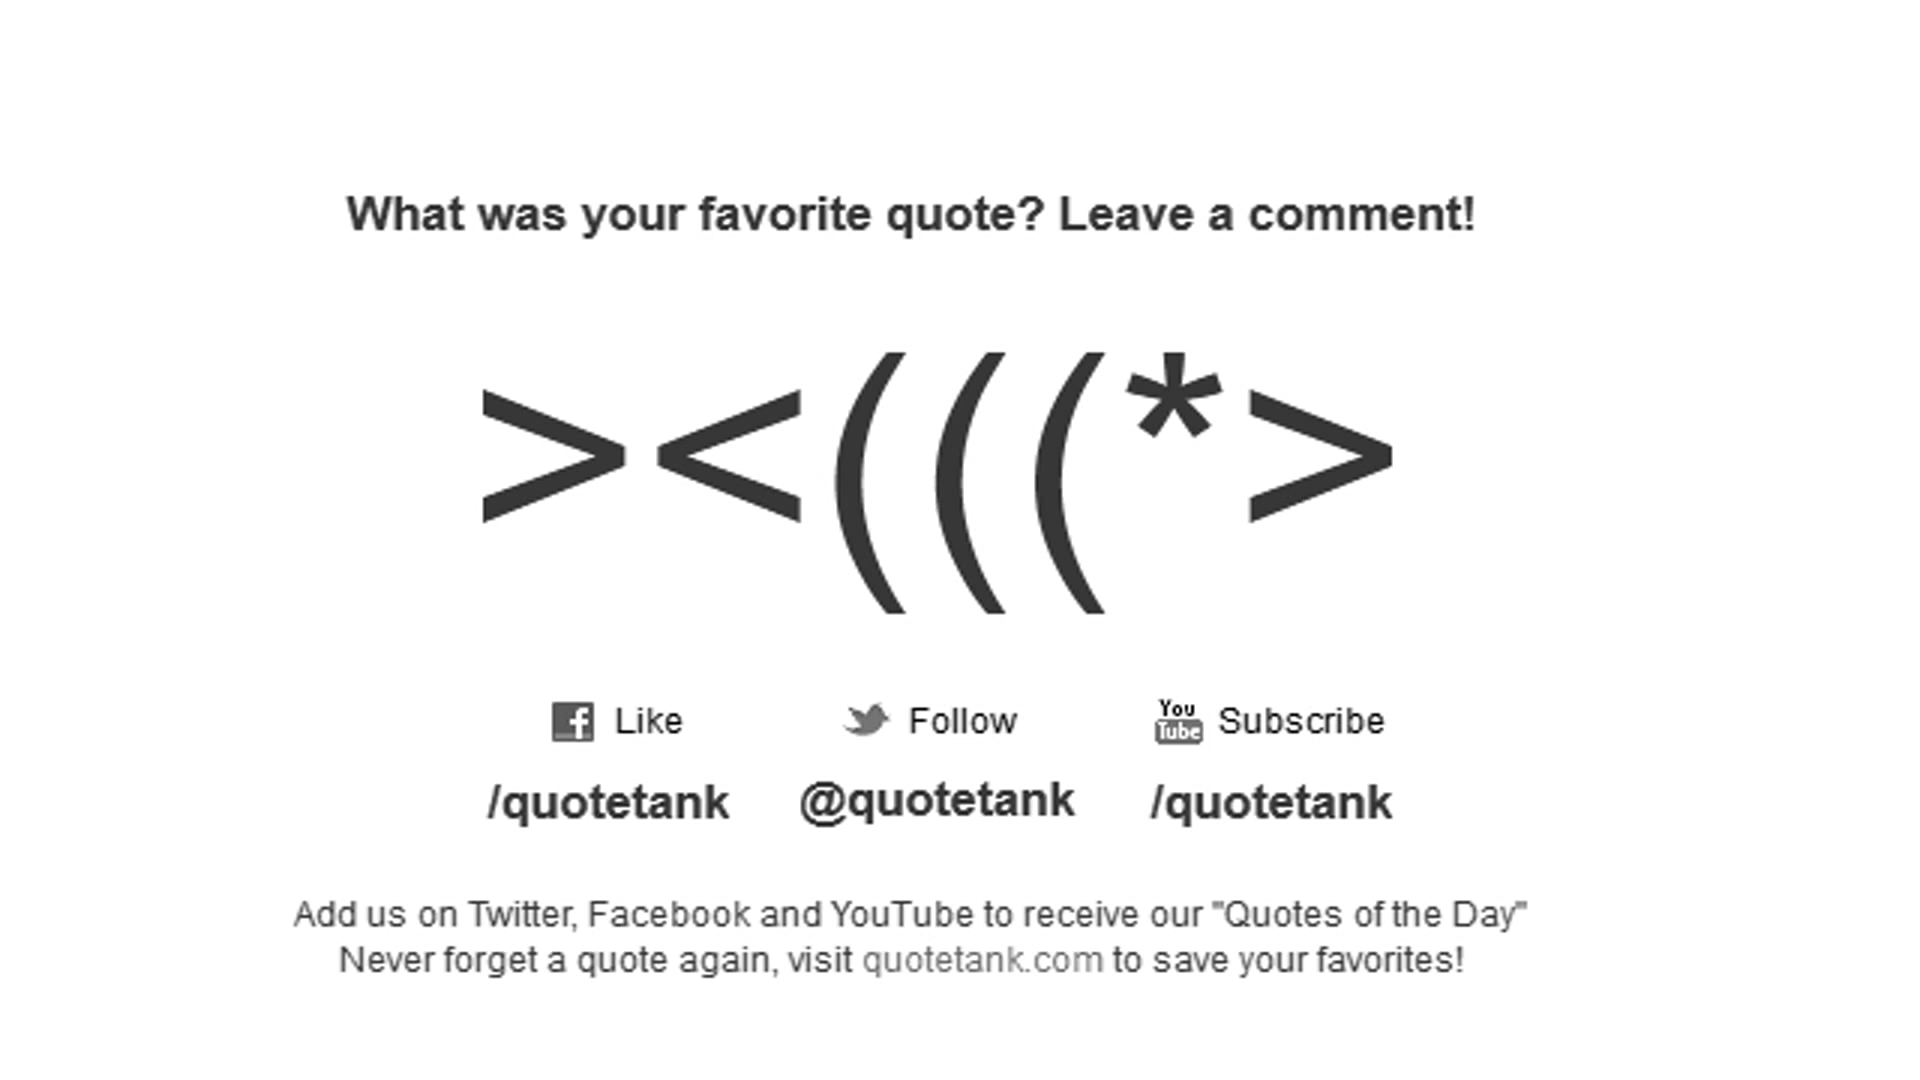 What was your favorite quote? Leave a comment!
><(((*>
f Like Follow You Tube Subscribe
/quotetank @quotetank /quotetank
Add us on Twitter, Facebook and YouTube to receive our "Quotes of the Day"
Never forget a quote again, visit quotetank.com to save your favorites!